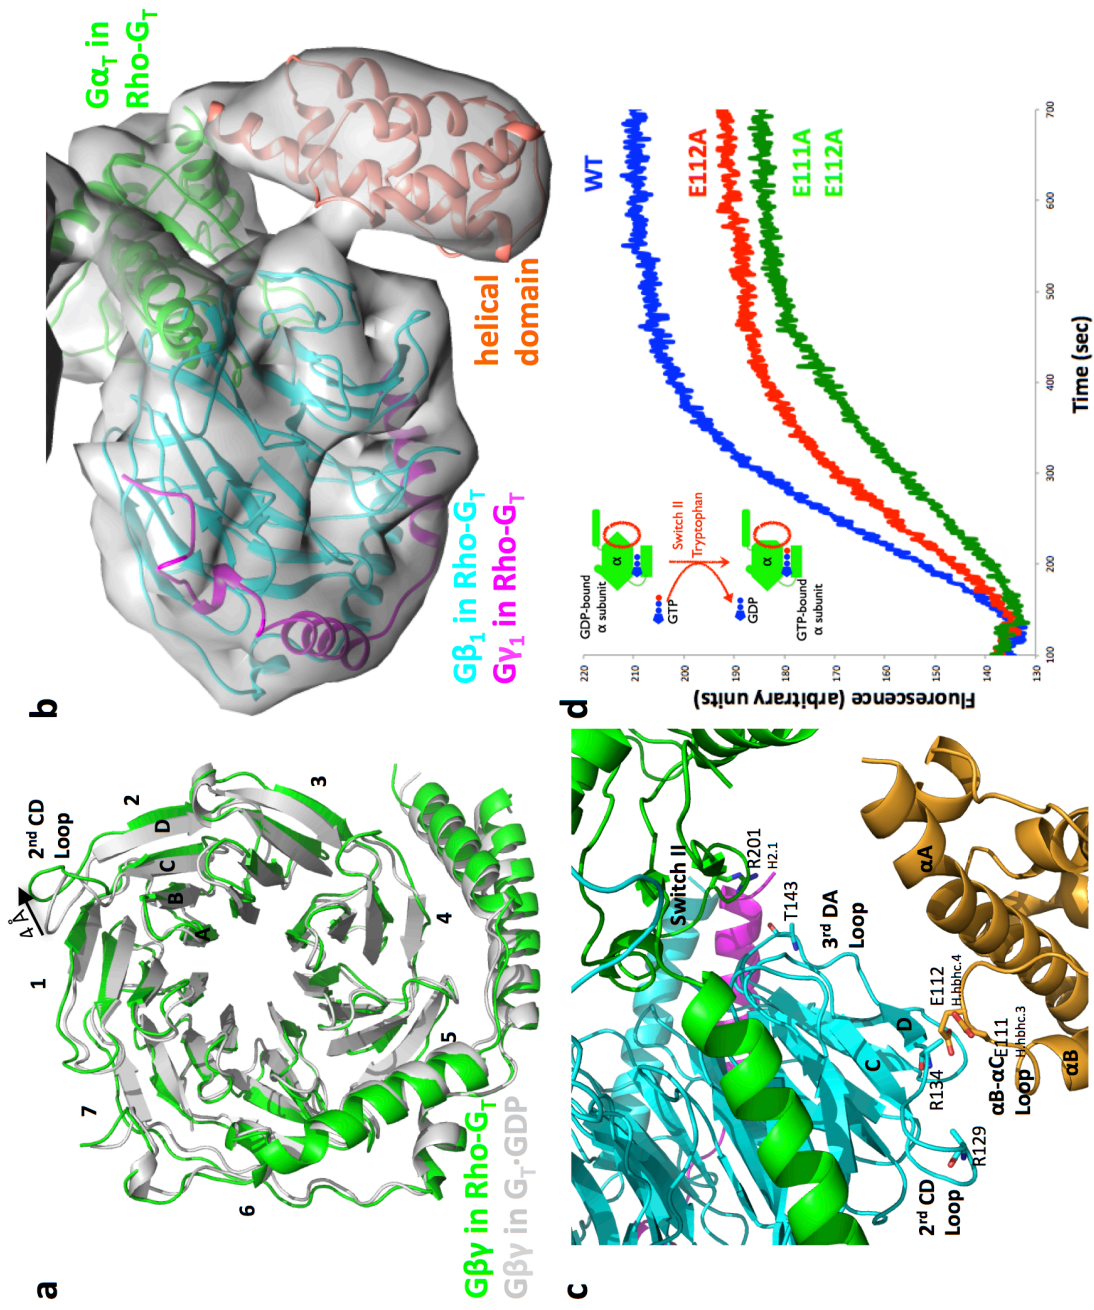 a
2nd CD
Loop
4 Å
1
2
3
4
5
6
7
A
B
C
D
Gβγ in Rho-GT
Gβγ in GT·GDP
b
GαT in
Rho-GT
Gβ1 in Rho-GT
Gγ1 in Rho-GT
helical
domain
c
Switch II
R201
H2.1
T143
3rd DA
Loop
E112
H.hbhc.4
E111
H.hbhc.3
R134
C
D
αB-αC
Loop
αA
αB
R129
2rd CD
Loop
d
Fluorescence (arbitrary units)
220
210
200
190
180
170
160
150
140
130
100
200
300
400
500
600
700
Time (sec)
GDP-bound
α subunit
α
GTP
Switch II
Tryptophan
GDP
GTP-bound
α subunit
α
WT
E112A
E111A
E112A